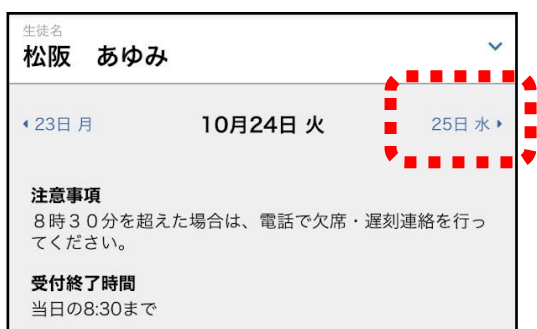 生徒名
松阪　あゆみ
23日 月
10月24日 火
25日 水
注意事項
８時３０分を超えた場合は、電話で欠席・遅刻連絡を行っ
てください。
受付終了時間
当日の8:30まで